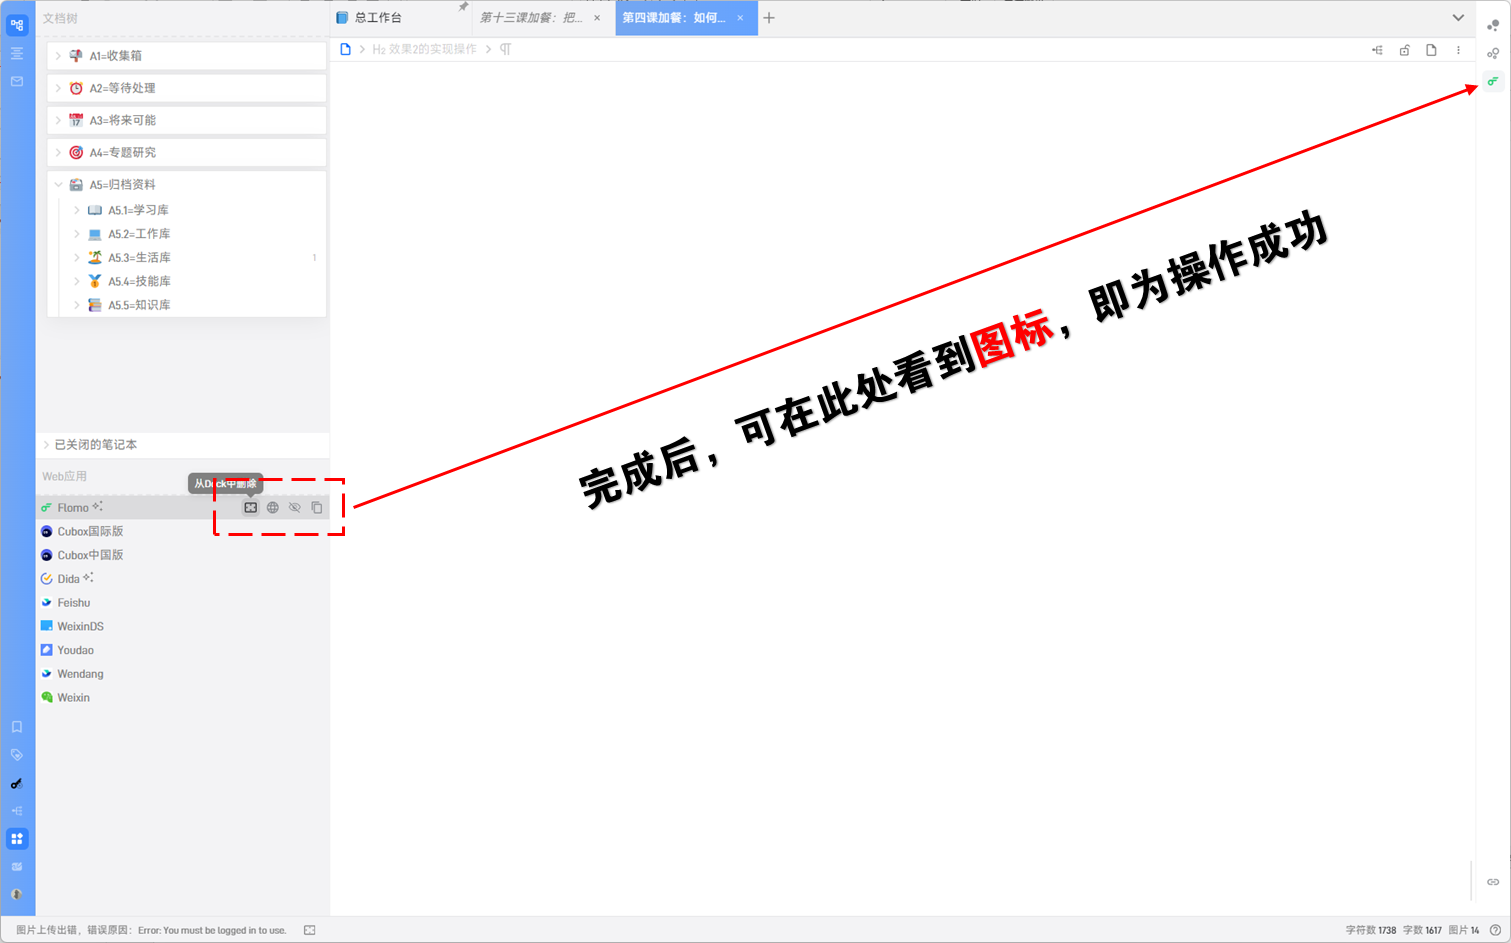 文档树
总工作台
第十三课加餐：把...
第四课加餐：如何...
H₂ 效果2的实现操作
A1=收集箱
A2=等待处理
A3=将来可能
A4=专题研究
A5=归档资料
A5.1=学习库
A5.2=工作库
A5.3=生活库
1
A5.4=技能库
A5.5=知识库
完成后，可在此处看到图标，即为操作成功
已关闭的笔记本
Web应用
从Dock中删除
Flomo
Cubox国际版
Cubox中国版
Dida
Feishu
WeixinDS
Youdao
Wendang
Weixin
图片上传出错，错误原因：Error: You must be logged in to use.
字符数 1738 字数 1617 图片 14